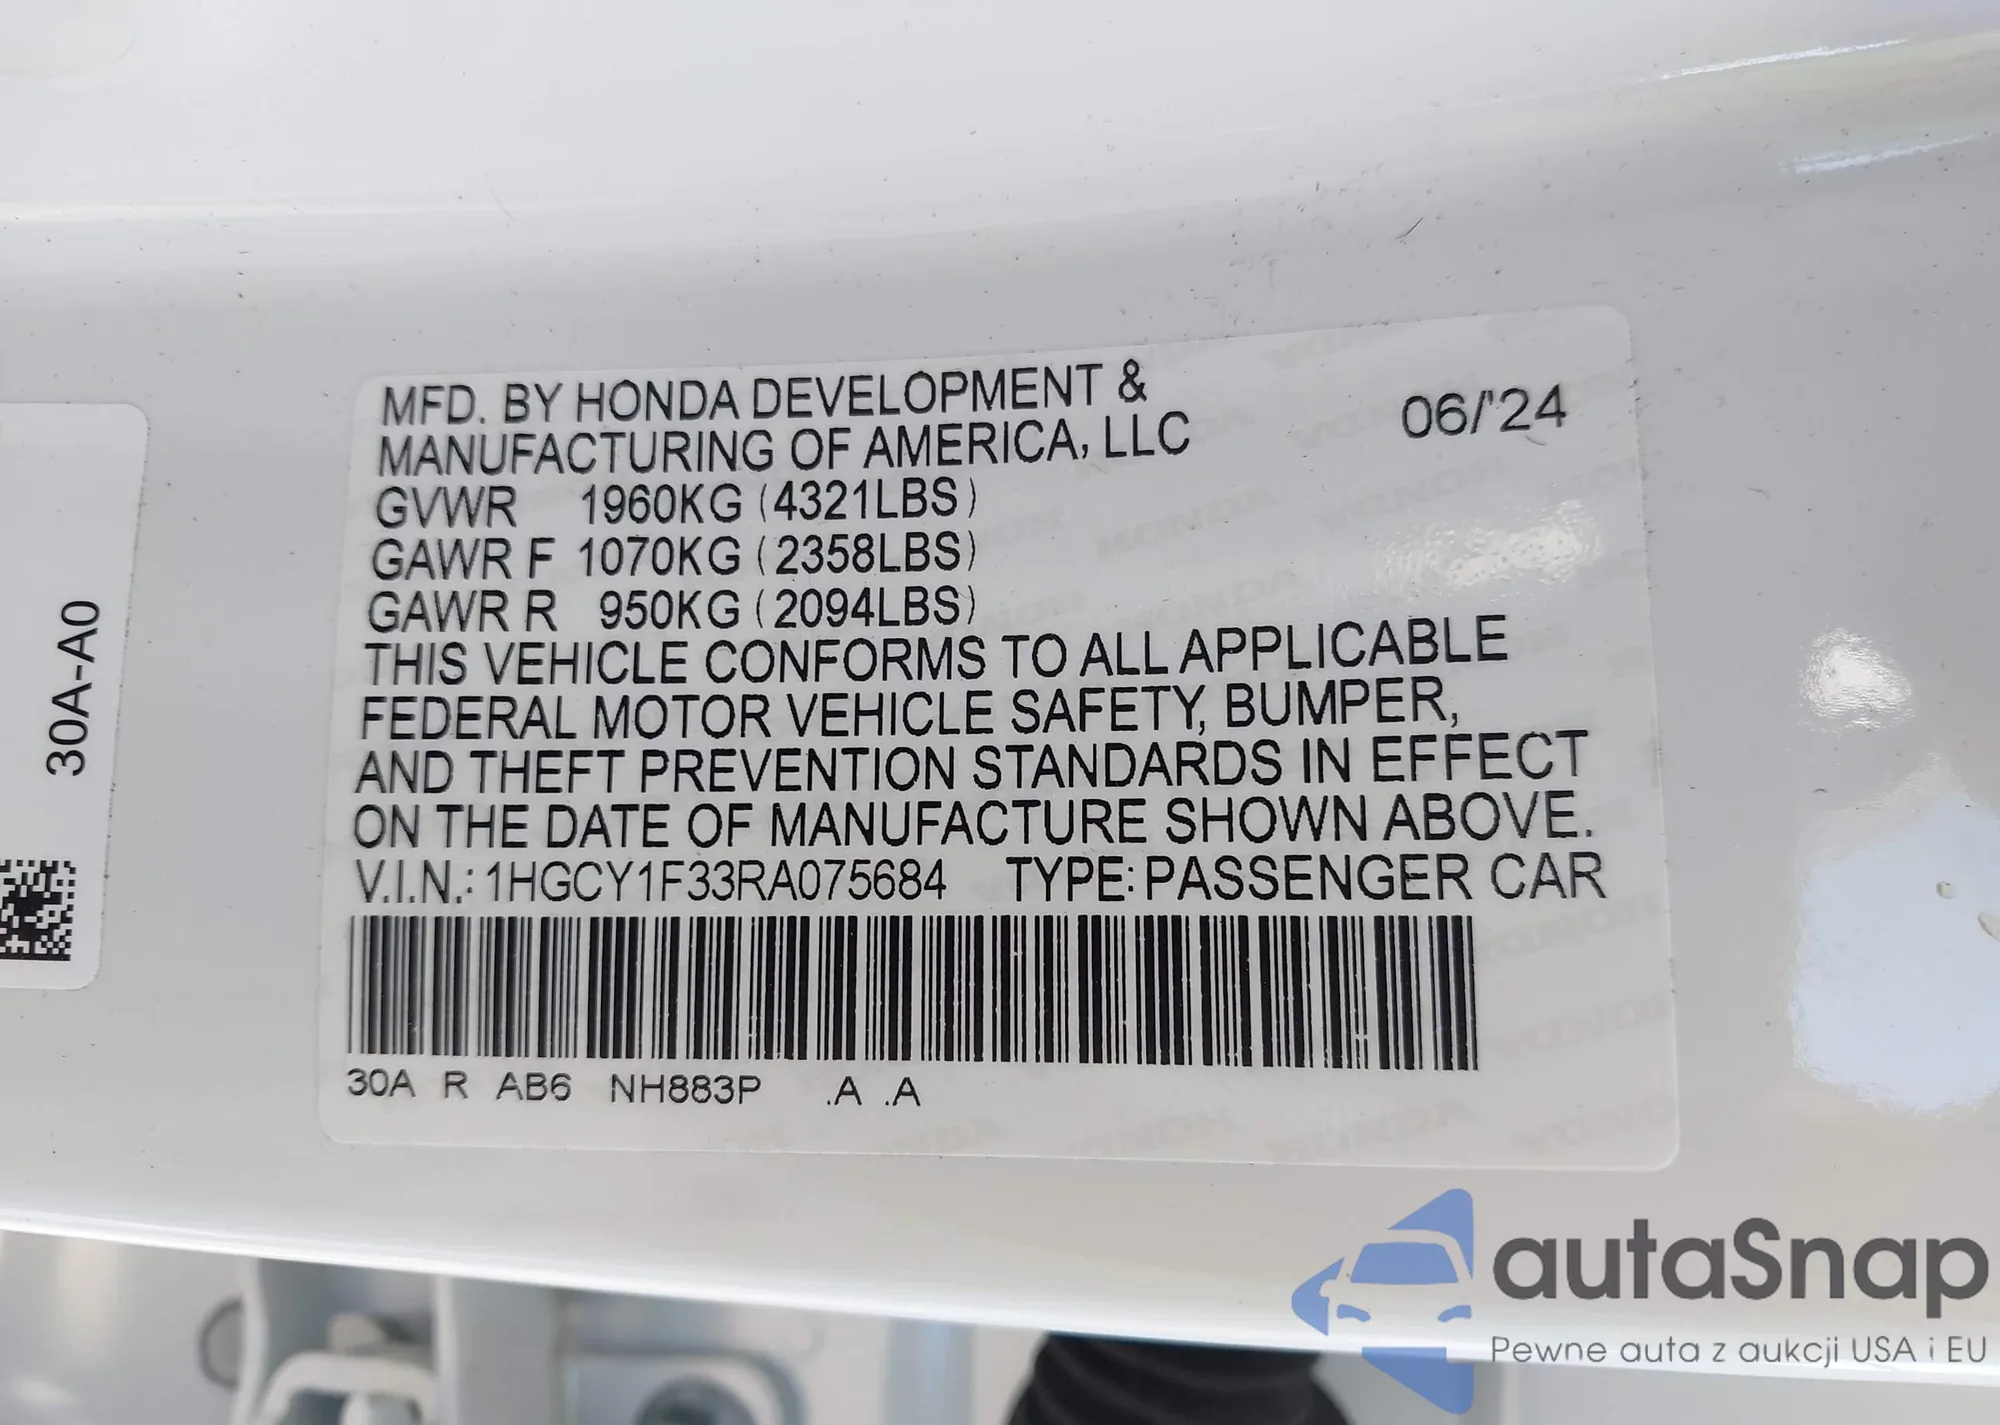 MFD. BY HONDA DEVELOPMENT &
MANUFACTURING OF AMERICA, LLC
06/'24
GVWR 1960KG (4321LBS)
GAWR F 1070KG (2358LBS)
GAWR R 950KG (2094LBS)
THIS VEHICLE CONFORMS TO ALL APPLICABLE
FEDERAL MOTOR VEHICLE SAFETY, BUMPER,
AND THEFT PREVENTION STANDARDS IN EFFECT
ON THE DATE OF MANUFACTURE SHOWN ABOVE.
V.I.N.: 1HGCY1F33RA075684 TYPE: PASSENGER CAR
30A R AB6 NH883P .A .A
30A-A0
autaSnap
Pewne auta z aukcji USA i EU